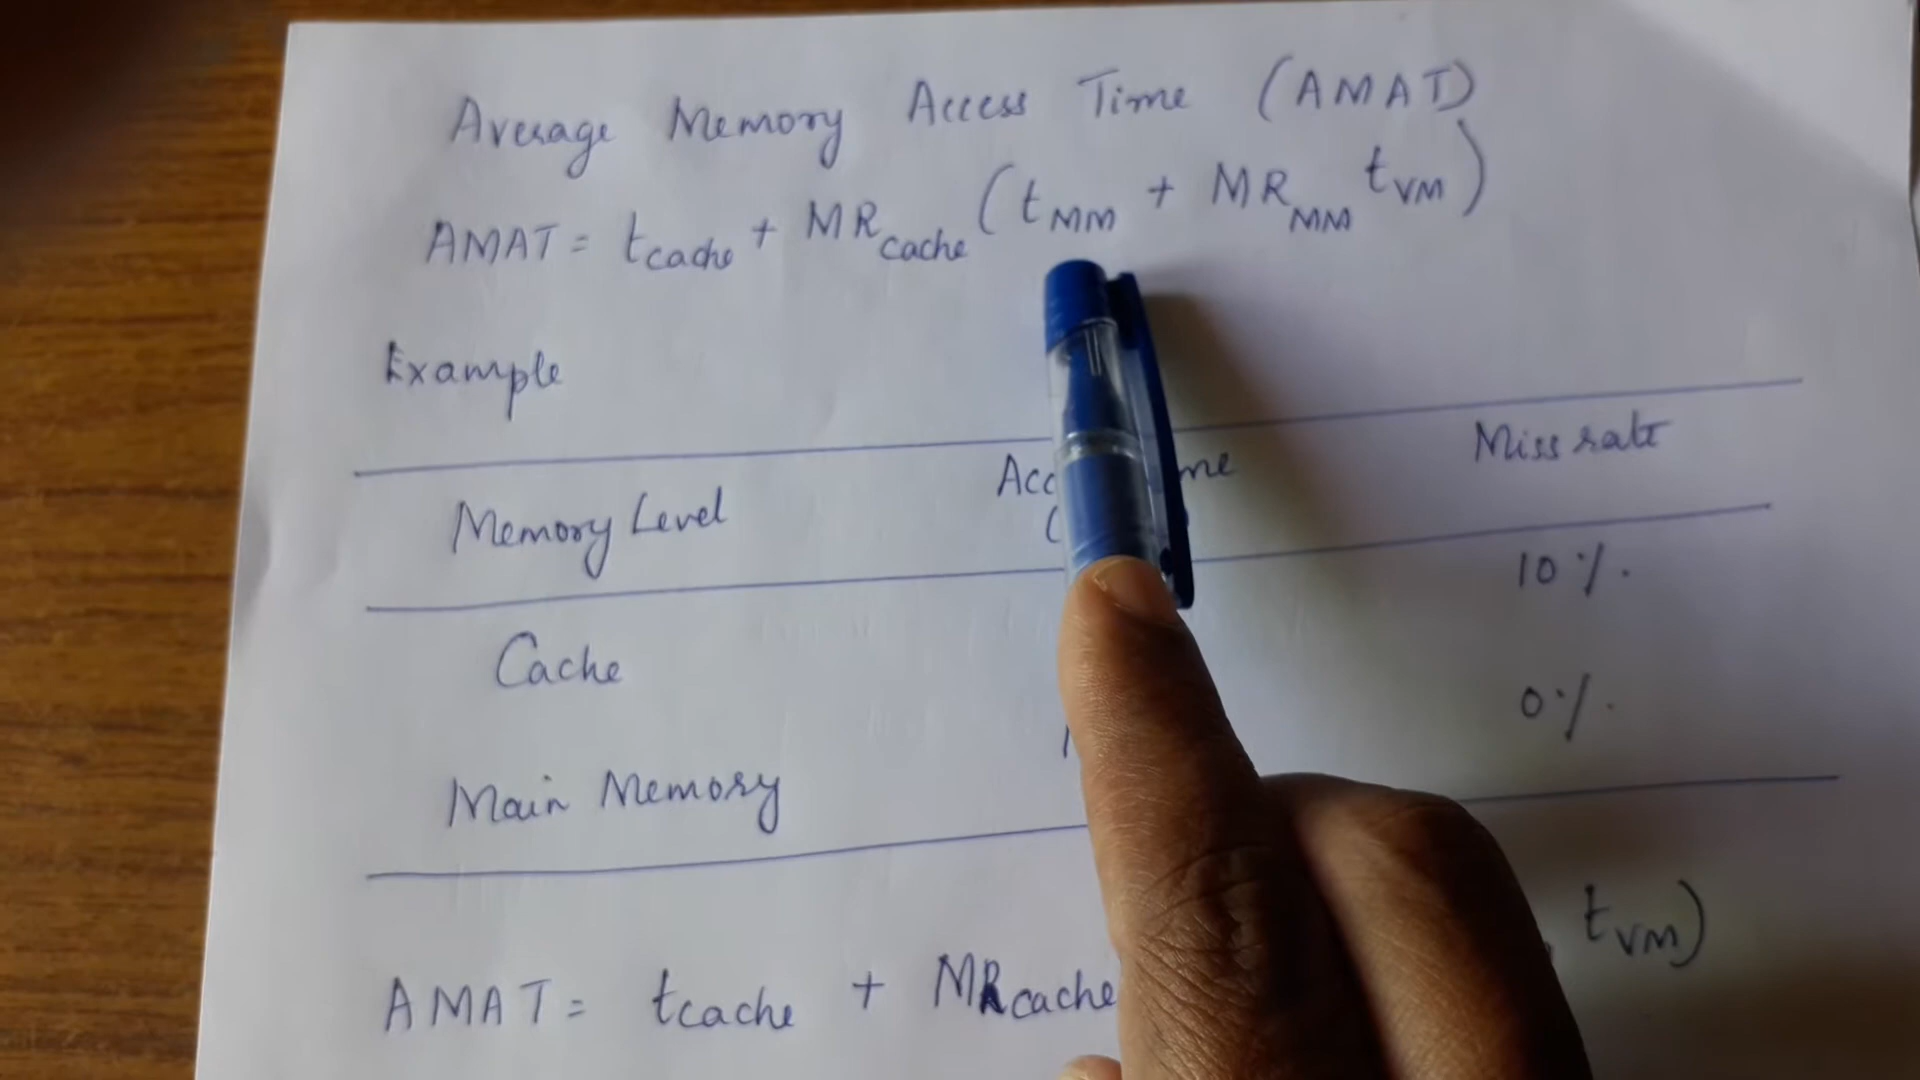 Average Memory Access Time (AMAT)
AMAT = tcache + MRcache (tMM + MRMM tVM)
Example
Memory Level Miss rate
Cache 10%.
Main Memory 0%.
AMAT = tcache + MRcache tVM)